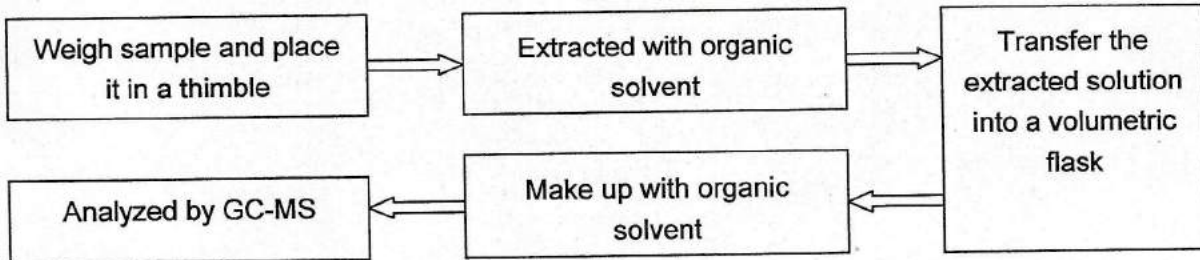 Weigh sample and place
it in a thimble
Extracted with organic
solvent
Transfer the
extracted solution
into a volumetric
flask
Make up with organic
solvent
Analyzed by GC-MS